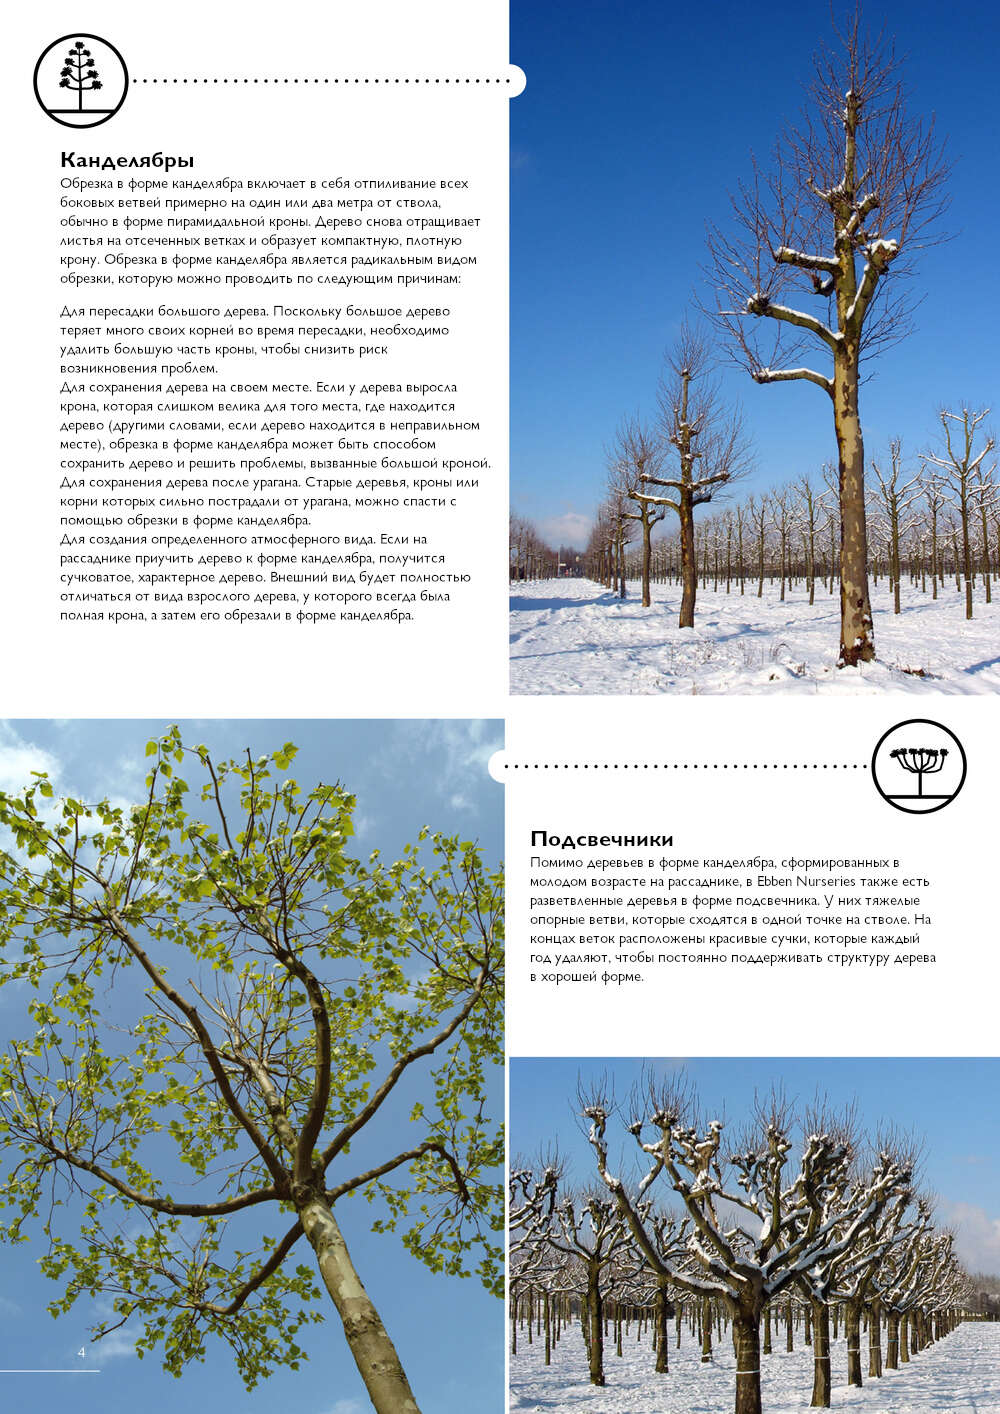 Канделябры
Обрезка в форме канделябра включает в себя отпиливание всех
боковых ветвей примерно на один или два метра от ствола,
обычно в форме пирамидальной кроны. Дерево снова отращивает
листья на отсеченных ветках и образует компактную, плотную
крону. Обрезка в форме канделябра является радикальным видом
обрезки, которую можно проводить по следующим причинам:
Для пересадки большого дерева. Поскольку большое дерево
теряет много своих корней во время пересадки, необходимо
удалить большую часть кроны, чтобы снизить риск
возникновения проблем.
Для сохранения дерева на своем месте. Если у дерева выросла
крона, которая слишком велика для того места, где находится
дерево (другими словами, если дерево находится в неправильном
месте), обрезка в форме канделябра может быть способом
сохранить дерево и решить проблемы, вызванные большой кроной.
Для сохранения дерева после урагана. Старые деревья, кроны или
корни которых сильно пострадали от урагана, можно спасти с
помощью обрезки в форме канделябра.
Для создания определенного атмосферного вида. Если на
рассаднике приучить дерево к форме канделябра, получится
сучковатое, характерное дерево. Внешний вид будет полностью
отличаться от вида взрослого дерева, у которого всегда была
полная крона, а затем его обрезали в форме канделябра.
Подсвечники
Помимо деревьев в форме канделябра, сформированных в
молодом возрасте на рассаднике, в Ebben Nurseries также есть
разветвленные деревья в форме подсвечника. У них тяжелые
опорные ветви, которые сходятся в одной точке на стволе. На
концах веток расположены красивые сучки, которые каждый
год удаляют, чтобы постоянно поддерживать структуру дерева
в хорошей форме.
4